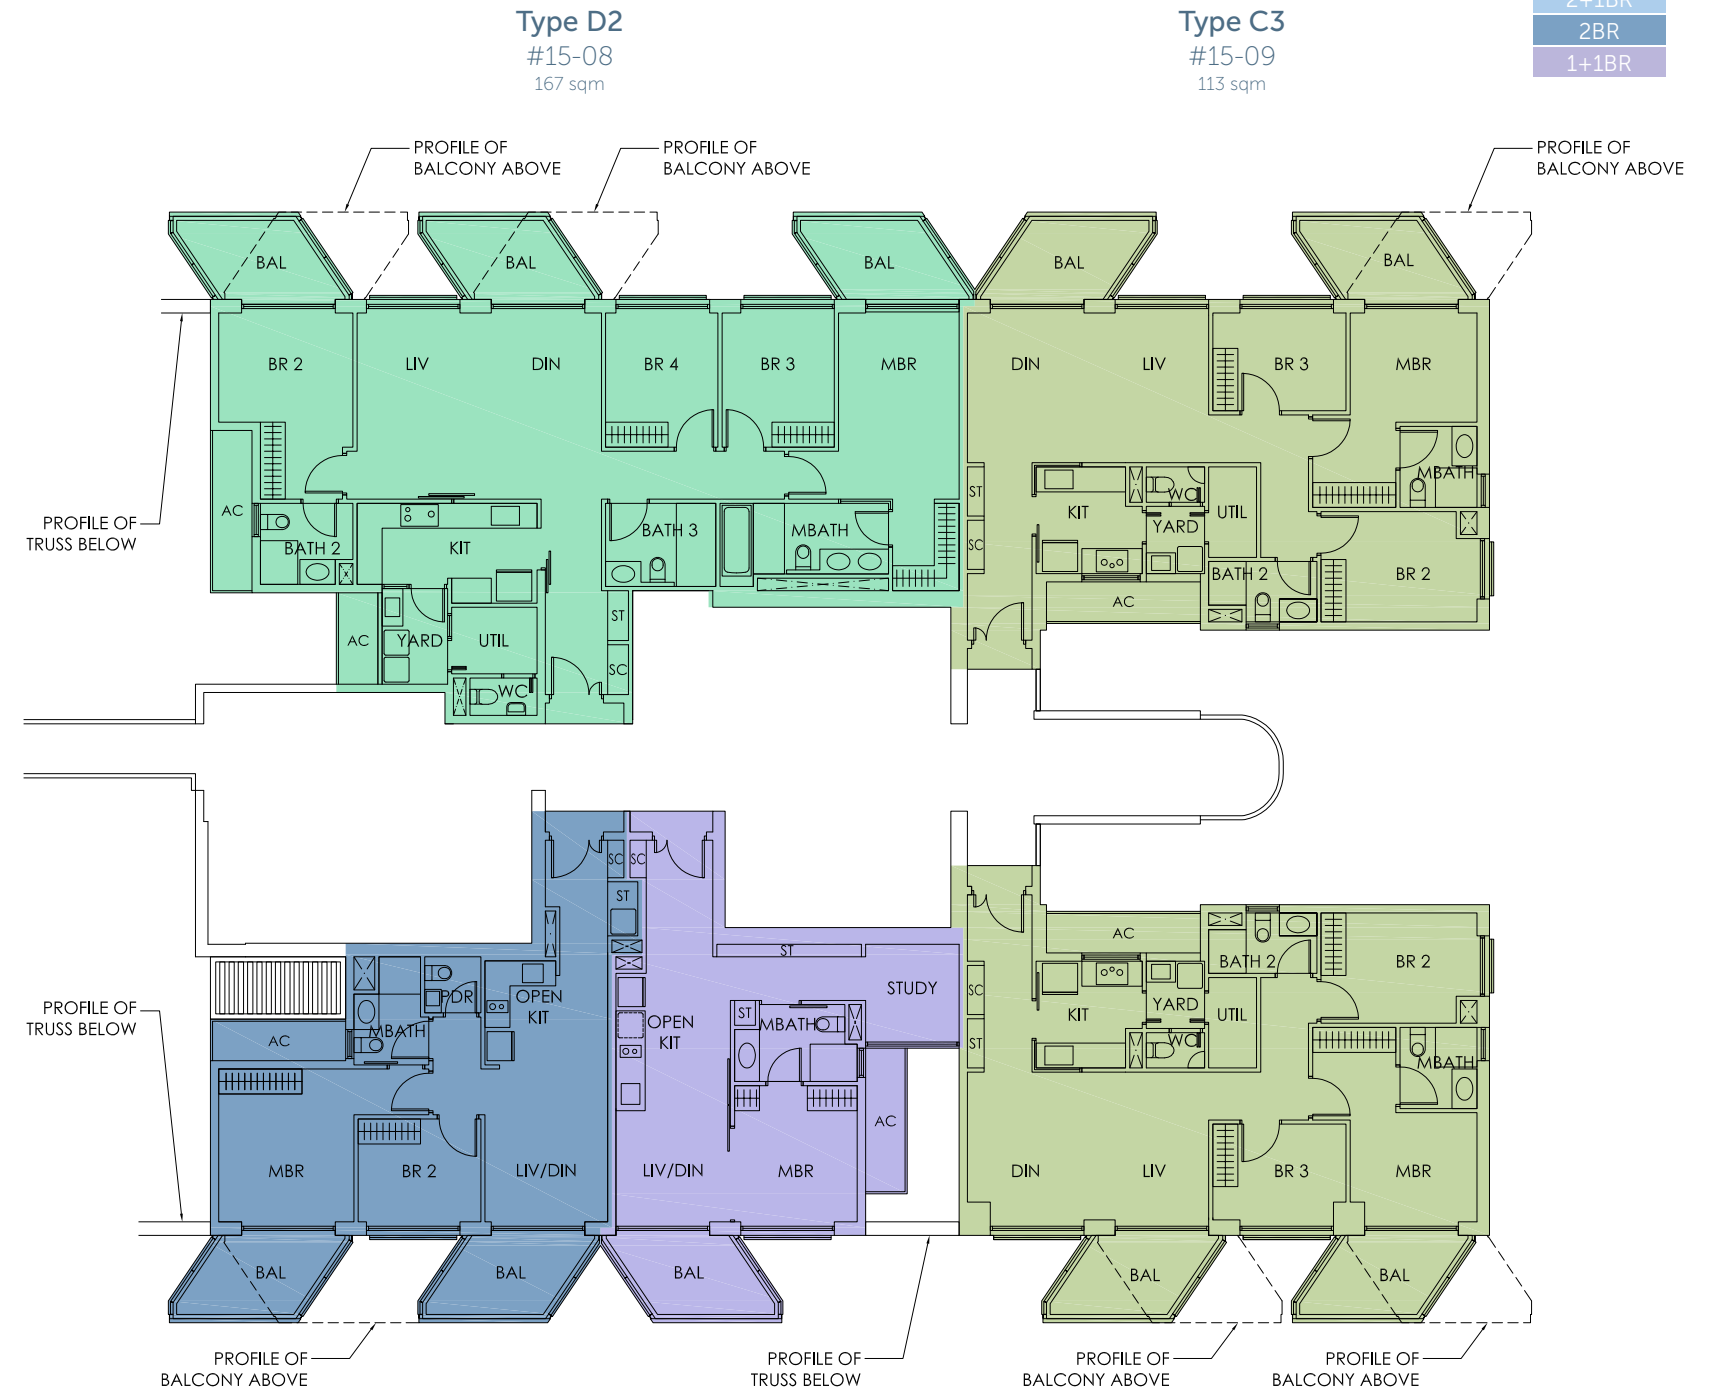 2+1BR
Type D2
Type C3
2BR
#15-08
#15-09
1+1BR
167 sqm
113 sqm
PROFILE OF
BALCONY ABOVE
PROFILE OF
BALCONY ABOVE
PROFILE OF
BALCONY ABOVE
BAL
BAL
BAL
BAL
BAL
BR 2
LIV
DIN
BR 4
BR 3
MBR
DIN
LIV
BR 3
MBR
MBATH
ST
WC
AC
KIT
UTIL
PROFILE OF
TRUSS BELOW
BATH 2
KIT
BATH 3
MBATH
YARD
SC
BATH 2
BR 2
AC
ST
AC
YARD
UTIL
SC
WC
SC
SC
ST
AC
BATH 2
BR 2
ST
STUDY
SC
PDR
OPEN
KIT
YARD
PROFILE OF
TRUSS BELOW
ST
OPEN
KIT
MBATH
KIT
UTIL
MBATH
AC
ST
WC
MBATH
AC
MBR
BR 2
LIV/DIN
LIV/DIN
MBR
DIN
LIV
BR 3
MBR
BAL
BAL
BAL
BAL
BAL
PROFILE OF
BALCONY ABOVE
PROFILE OF
TRUSS BELOW
PROFILE OF
BALCONY ABOVE
PROFILE OF
BALCONY ABOVE